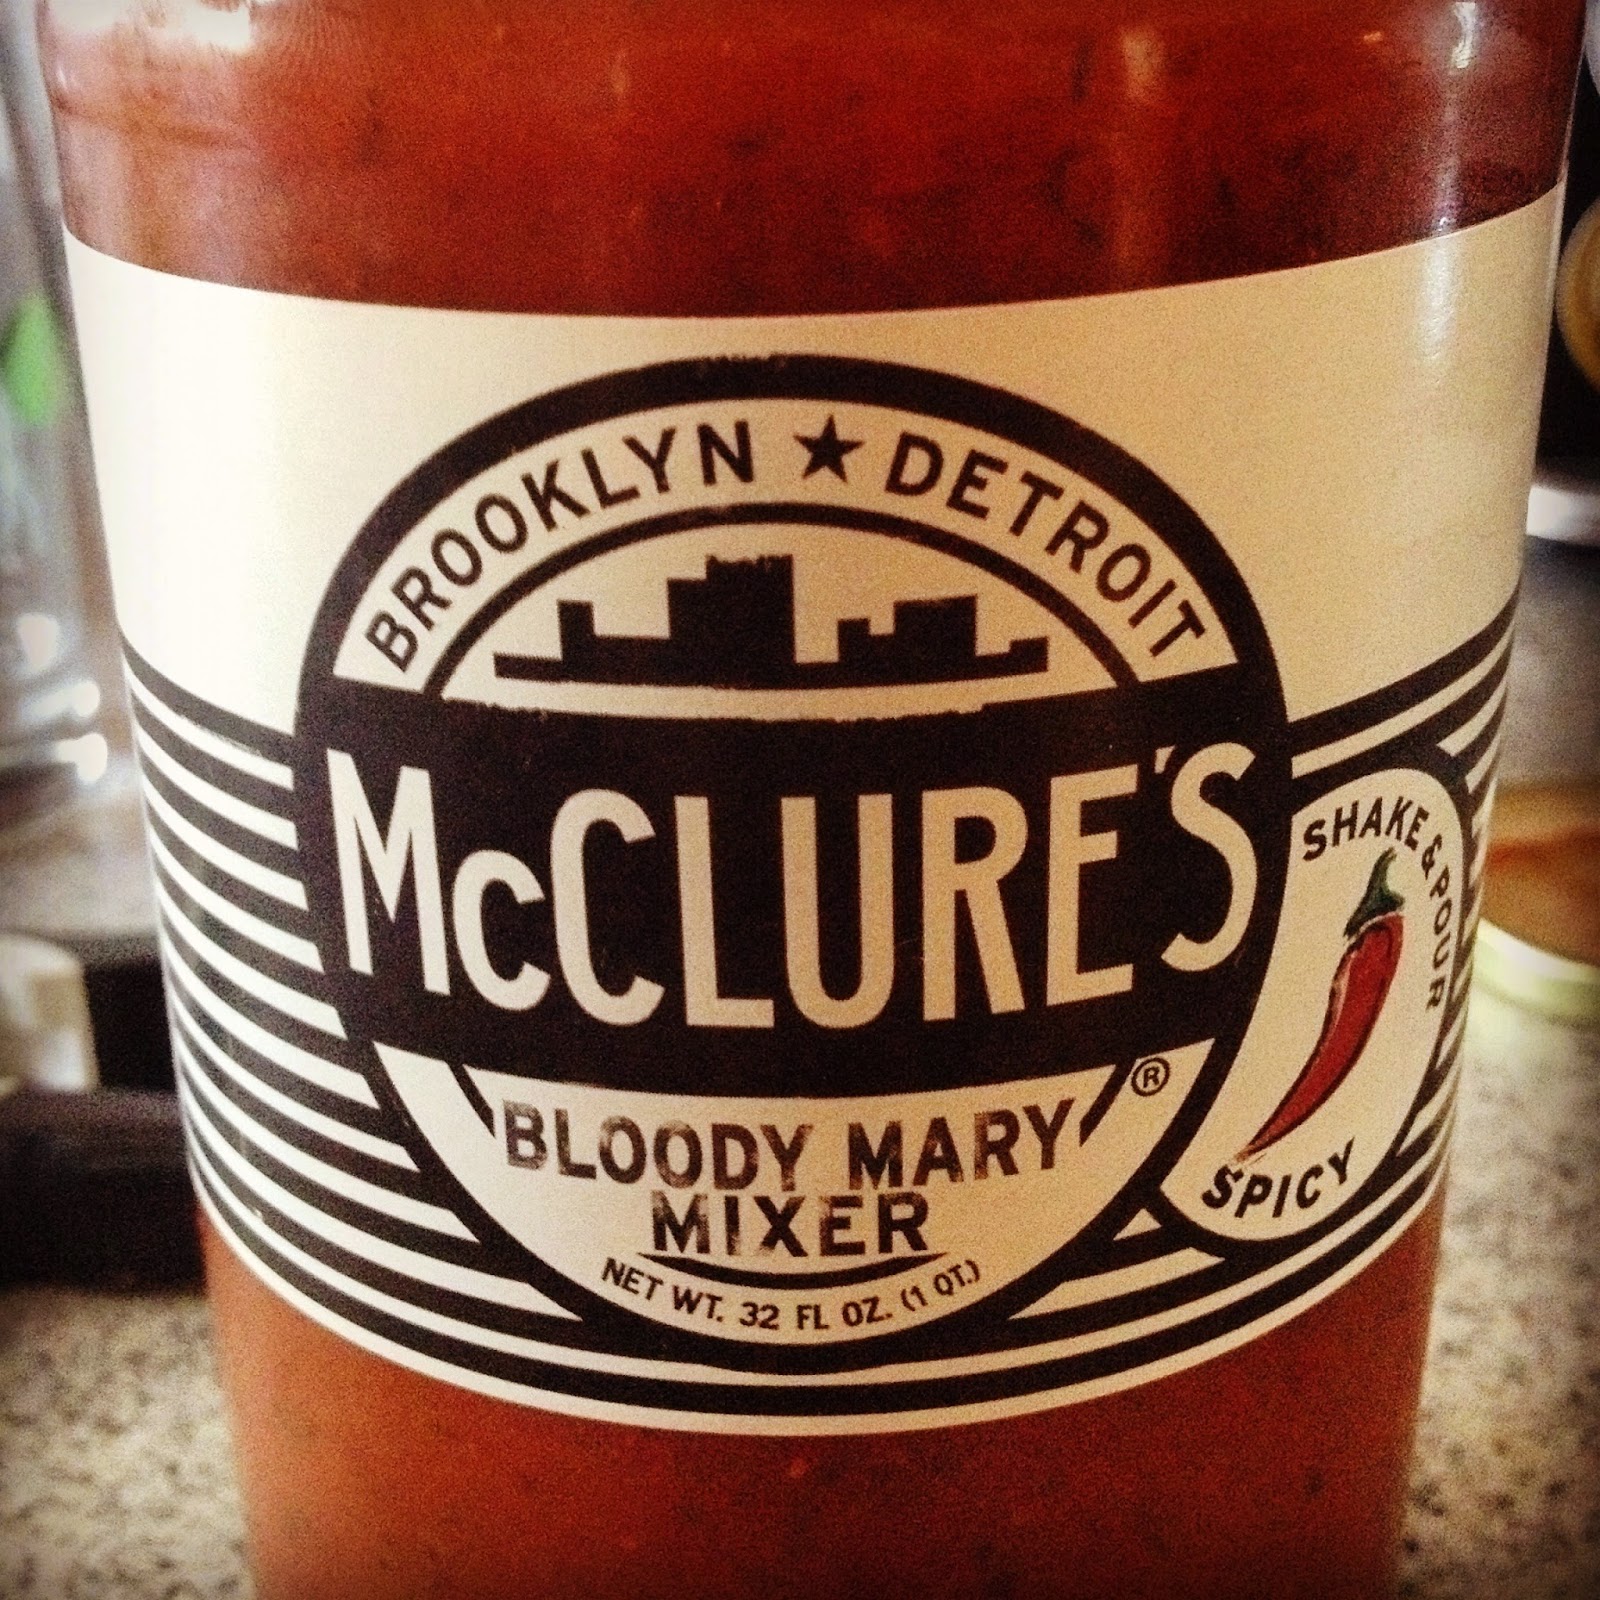 BROOKLYN ★ DETROIT
McCLURE'S
®
BLOODY MARY
MIXER
NET WT. 32 FL OZ. (1 QT.)
SHAKE & POUR
SPICY